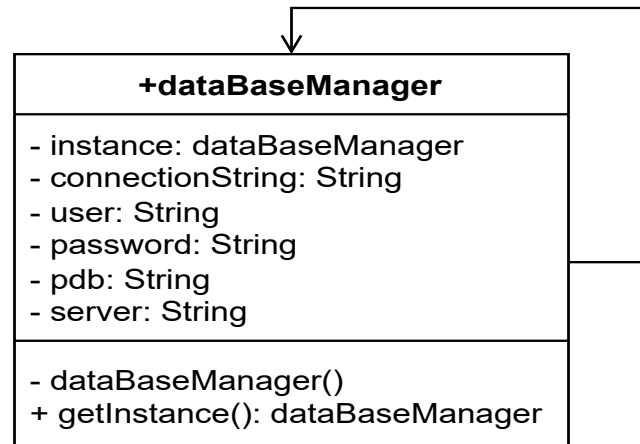 +dataBaseManager
- instance: dataBaseManager
- connectionString: String
- user: String
- password: String
- pdb: String
- server: String
- dataBaseManager()
+ getInstance(): dataBaseManager